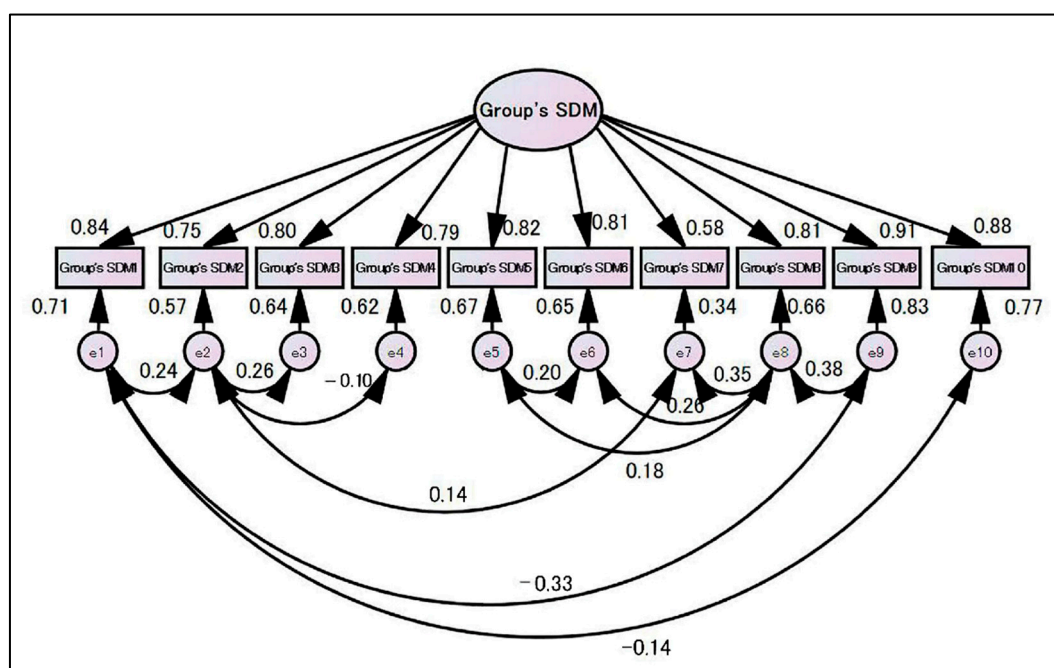 Group's SDM
0.84 0.75 0.80 0.79 0.82 0.81 0.58 0.81 0.91 0.88
Group's SDM1 Group's SDM2 Group's SDM3 Group's SDM4 Group's SDM5 Group's SDM6 Group's SDM7 Group's SDM8 Group's SDM9 Group's SDM10
0.71 0.57 0.64 0.62 0.67 0.65 0.34 0.66 0.83 0.77
e1 e2 e3 e4 e5 e6 e7 e8 e9 e10
0.24 0.26 -0.10 0.20 0.35 0.38
0.26
0.18
0.14
-0.33
-0.14